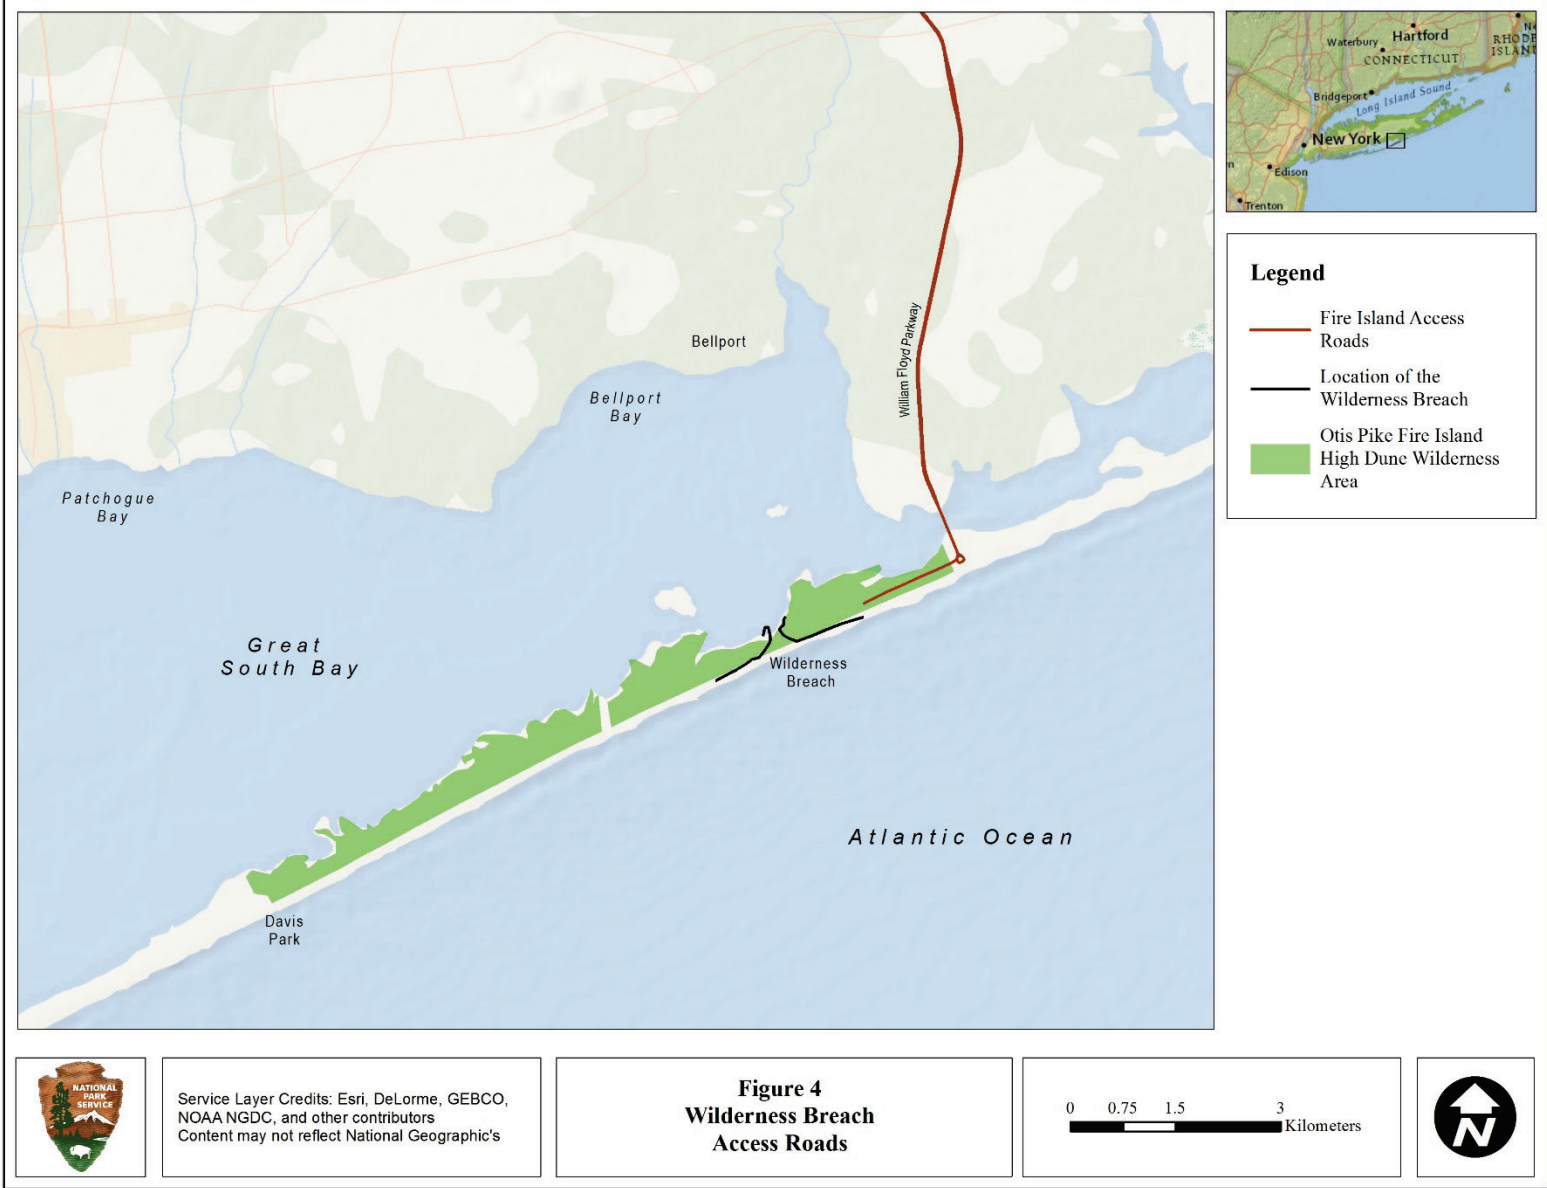 Bellport
Bellport
Bay
William Floyd Parkway
Patchogue
Bay
Great
South Bay
Wilderness
Breach
Atlantic Ocean
Davis
Park
Waterbury
Hartford
CONNECTICUT
RHODE
ISLAN
Bridgeport
Long Island Sound
New York
Edison
Trenton
Legend
Fire Island Access
Roads
Location of the
Wilderness Breach
Otis Pike Fire Island
High Dune Wilderness
Area
NATIONAL
PARK
SERVICE
Service Layer Credits: Esri, DeLorme, GEBCO,
NOAA NGDC, and other contributors
Content may not reflect National Geographic's
Figure 4
Wilderness Breach
Access Roads
0 0.75 1.5 3
Kilometers
N